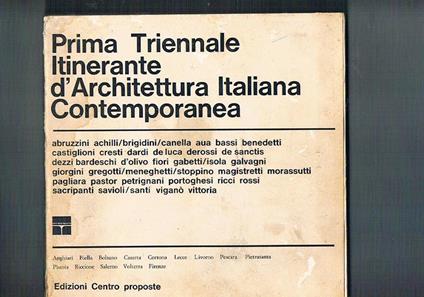 Prima Triennale
Itinerante
d'Architettura Italiana
Contemporanea
abruzzini achilli/brigidini/canella aua bassi benedetti
castiglioni cresti dardi de luca derossi de sanctis
dezzi bardeschi d'olivo fiori gabetti/isola galvagni
giorgini gregotti/meneghetti/stoppino magistretti morassutti
pagliara pastor petrignani portoghesi ricci rossi
sacripanti savioli/santi viganò vittoria
Anghiari Biella Bolzano Caserta Cortona Lecce Livorno Pescara Pietrasanta
Pistoia Riccione Salerno Volterra Firenze
Edizioni Centro proposte